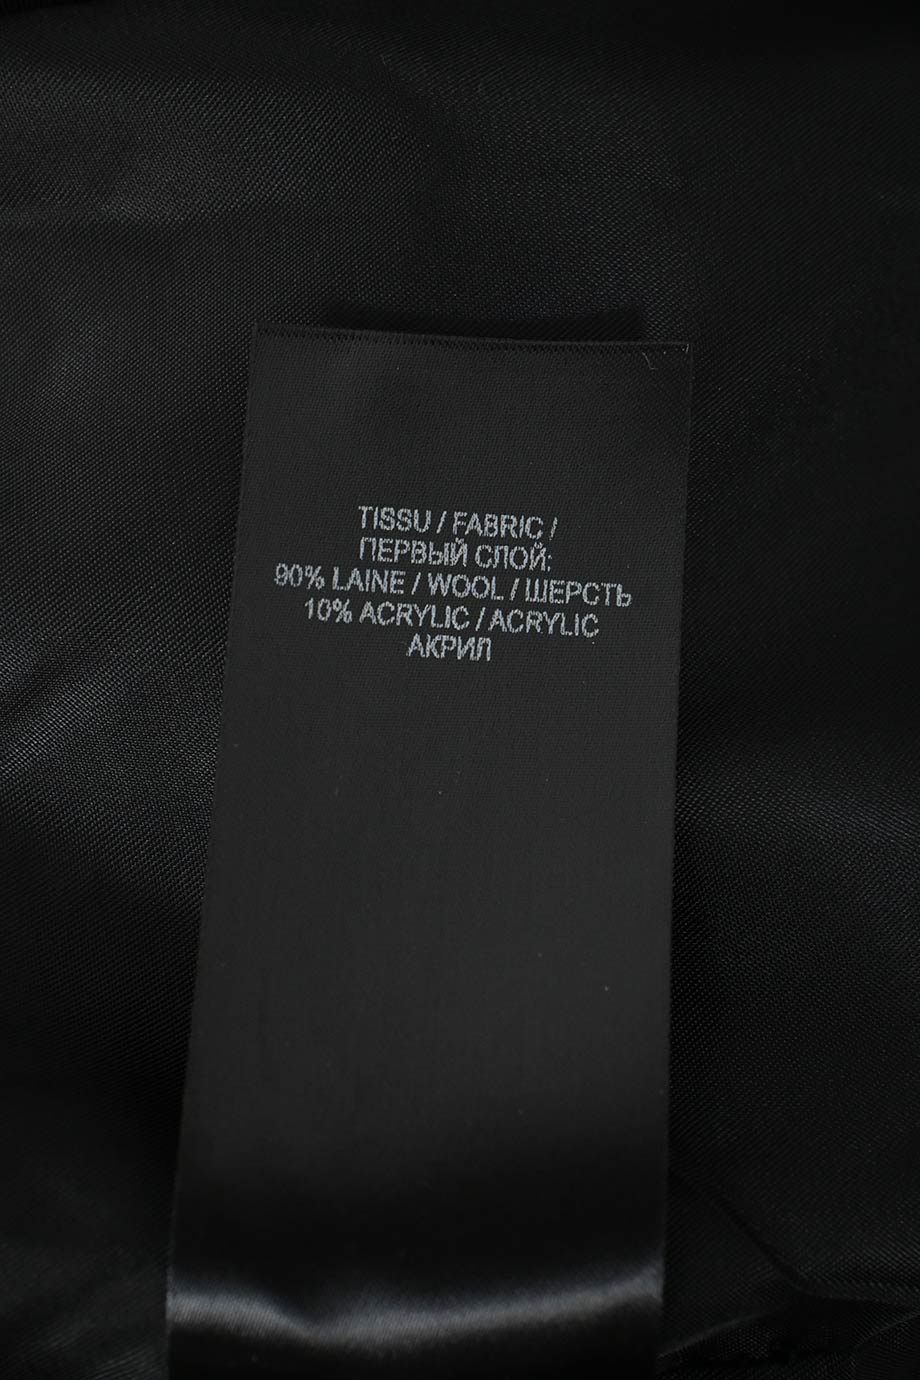 TISSU / FABRIC /
ПЕРВЫЙ СЛОЙ:
90% LAINE / WOOL / ШЕРСТЬ
10% ACRYLIC / ACRYLIC
АКРИЛ